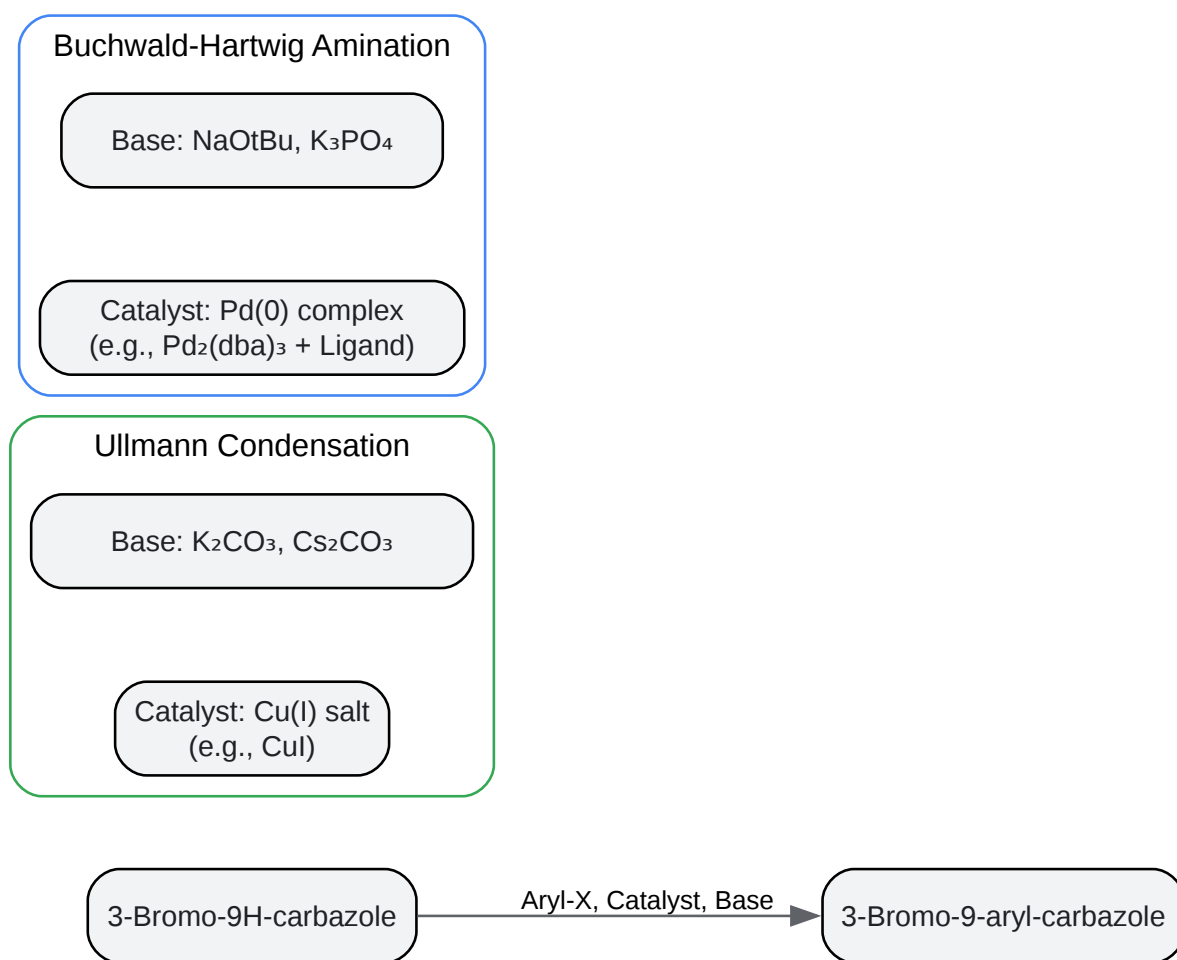 Buchwald-Hartwig Amination
Base: NaOtBu, K₃PO₄
Catalyst: Pd(0) complex
(e.g., Pd₂(dba)₃ + Ligand)
Ullmann Condensation
Base: K₂CO₃, Cs₂CO₃
Catalyst: Cu(I) salt
(e.g., CuI)
3-Bromo-9H-carbazole
Aryl-X, Catalyst, Base
3-Bromo-9-aryl-carbazole